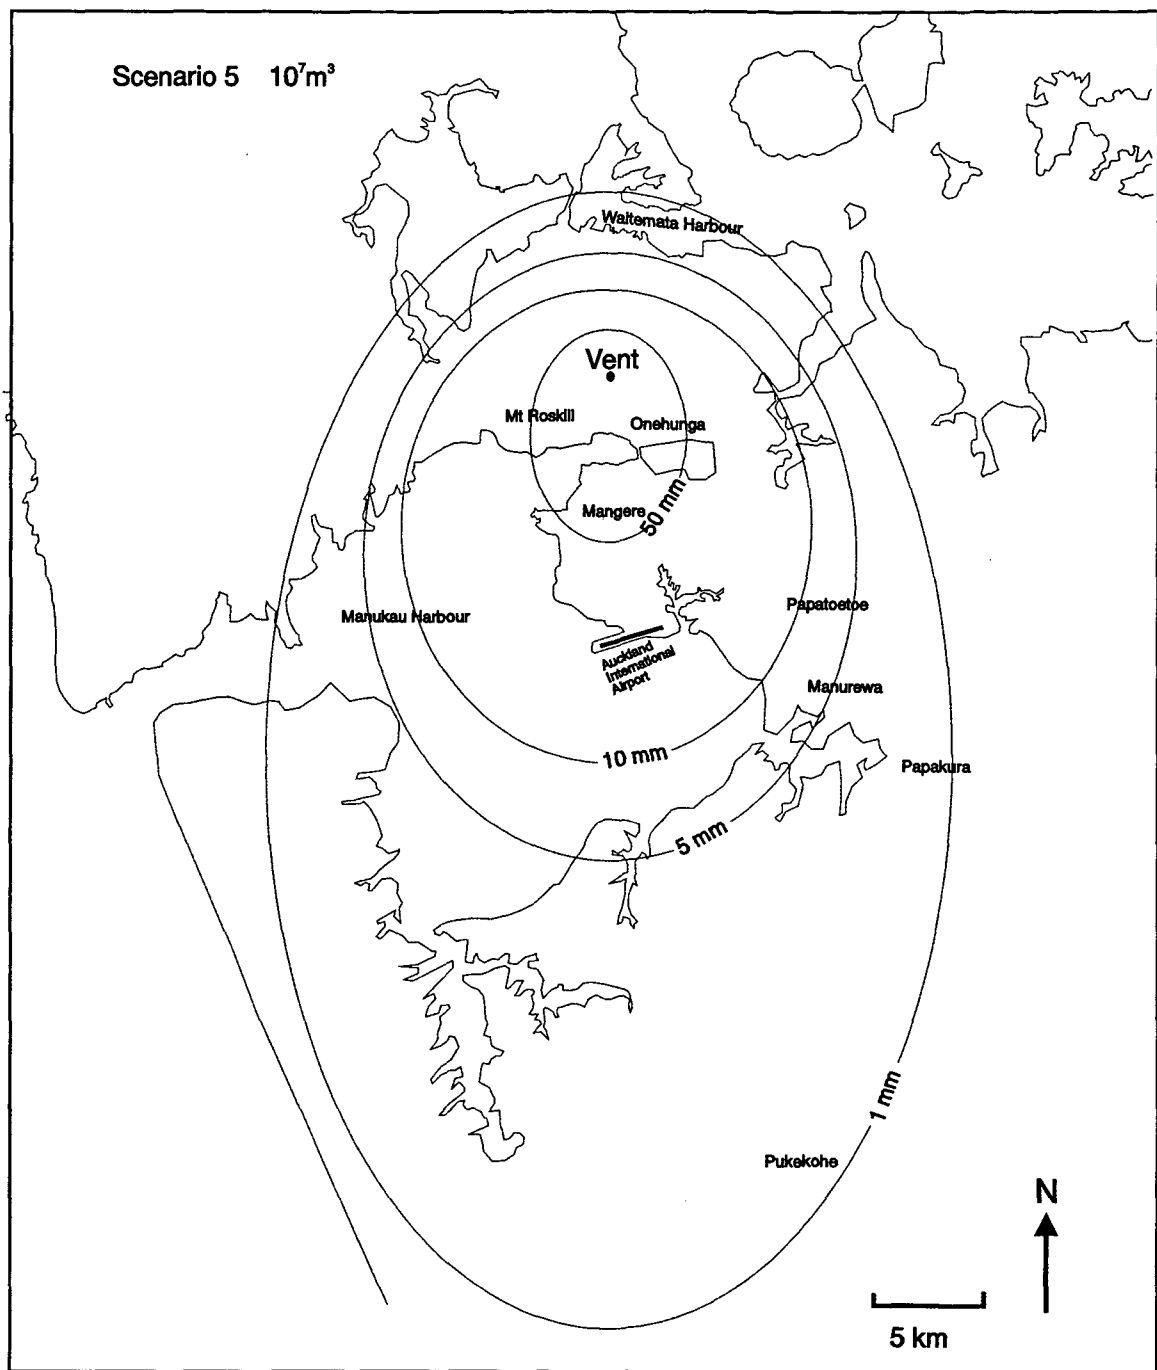 Scenario 5 10⁷m³
Waitemata Harbour
Vent
Mt Roskill
Onehunga
50 mm
Mangere
Manukau Harbour
Papatoetoe
Auckland
International
Airport
Manurewa
10 mm
Papakura
5 mm
1 mm
Pukekohe
N
5 km